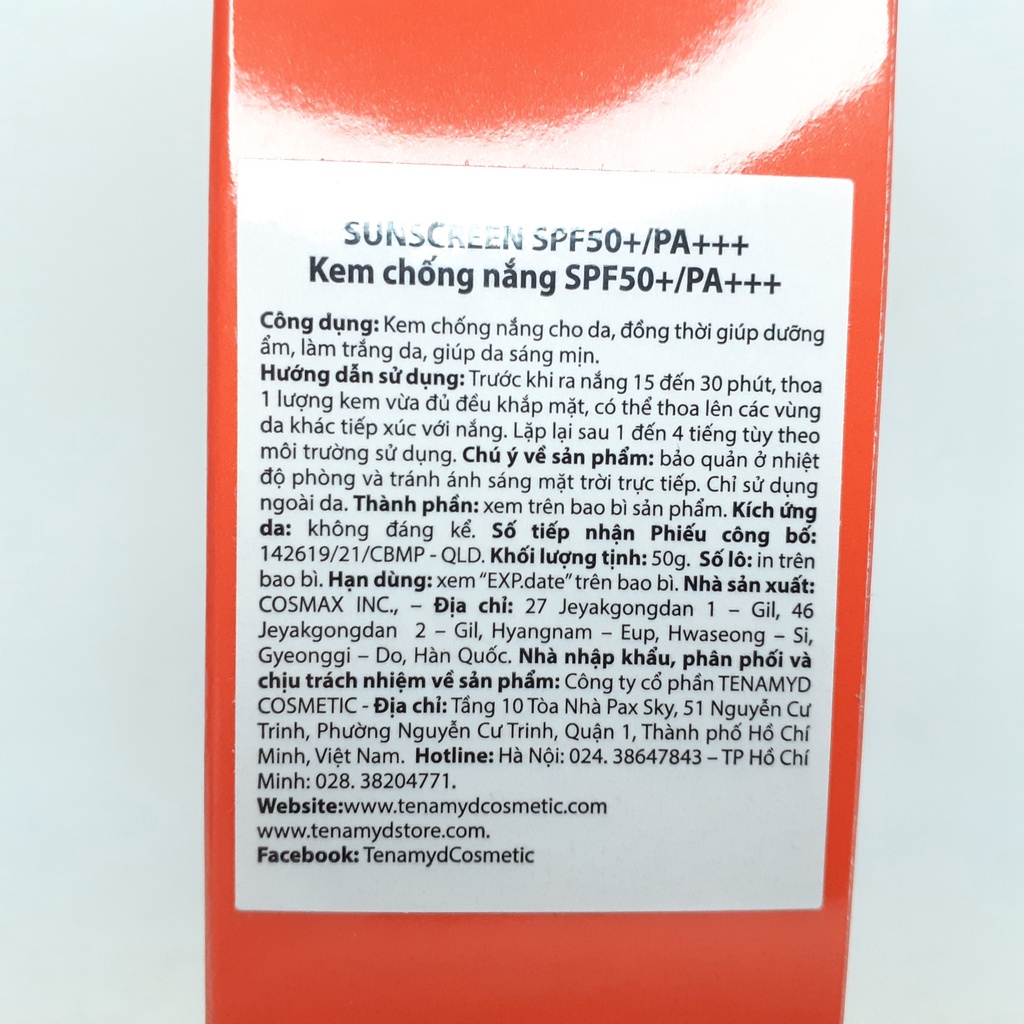 SUNSCREEN SPF50+/PA+++
Kem chống nắng SPF50+/PA+++
Công dụng: Kem chống nắng cho da, đồng thời giúp dưỡng
ẩm, làm trắng da, giúp da sáng mịn.
Hướng dẫn sử dụng: Trước khi ra nắng 15 đến 30 phút, thoa
1 lượng kem vừa đủ đều khắp mặt, có thể thoa lên các vùng
da khác tiếp xúc với nắng. Lặp lại sau 1 đến 4 tiếng tùy theo
môi trường sử dụng. Chú ý về sản phẩm: bảo quản ở nhiệt
độ phòng và tránh ánh sáng mặt trời trực tiếp. Chỉ sử dụng
ngoài da. Thành phần: xem trên bao bì sản phẩm. Kích ứng
da: không đáng kể. Số tiếp nhận Phiếu công bố:
142619/21/CBMP - QLD. Khối lượng tịnh: 50g. Số lô: in trên
bao bì. Hạn dùng: xem “EXP.date” trên bao bì. Nhà sản xuất:
COSMAX INC., – Địa chỉ: 27 Jeyakgongdan 1 – Gil, 46
Jeyakgongdan 2 – Gil, Hyangnam – Eup, Hwaseong – Si,
Gyeonggi – Do, Hàn Quốc. Nhà nhập khẩu, phân phối và
chịu trách nhiệm về sản phẩm: Công ty cổ phần TENAMYD
COSMETIC - Địa chỉ: Tầng 10 Tòa Nhà Pax Sky, 51 Nguyễn Cư
Trinh, Phường Nguyễn Cư Trinh, Quận 1, Thành phố Hồ Chí
Minh, Việt Nam. Hotline: Hà Nội: 024. 38647843 – TP Hồ Chí
Minh: 028. 38204771.
Website:www.tenamydcosmetic.com
www.tenamydstore.com.
Facebook: TenamydCosmetic